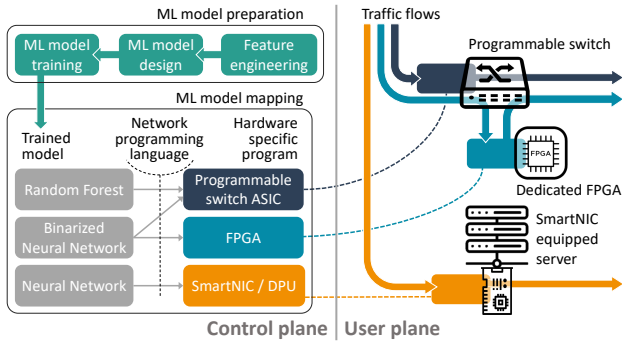 ML model preparation
ML model
training
ML model
design
Feature
engineering
ML model mapping
Trained
model
Network
programming
language
Hardware
specific
program
Random Forest
Programmable
switch ASIC
Binarized
Neural Network
FPGA
Neural Network
SmartNIC / DPU
Control plane
User plane
Traffic flows
Programmable switch
FPGA
Dedicated FPGA
SmartNIC
equipped
server